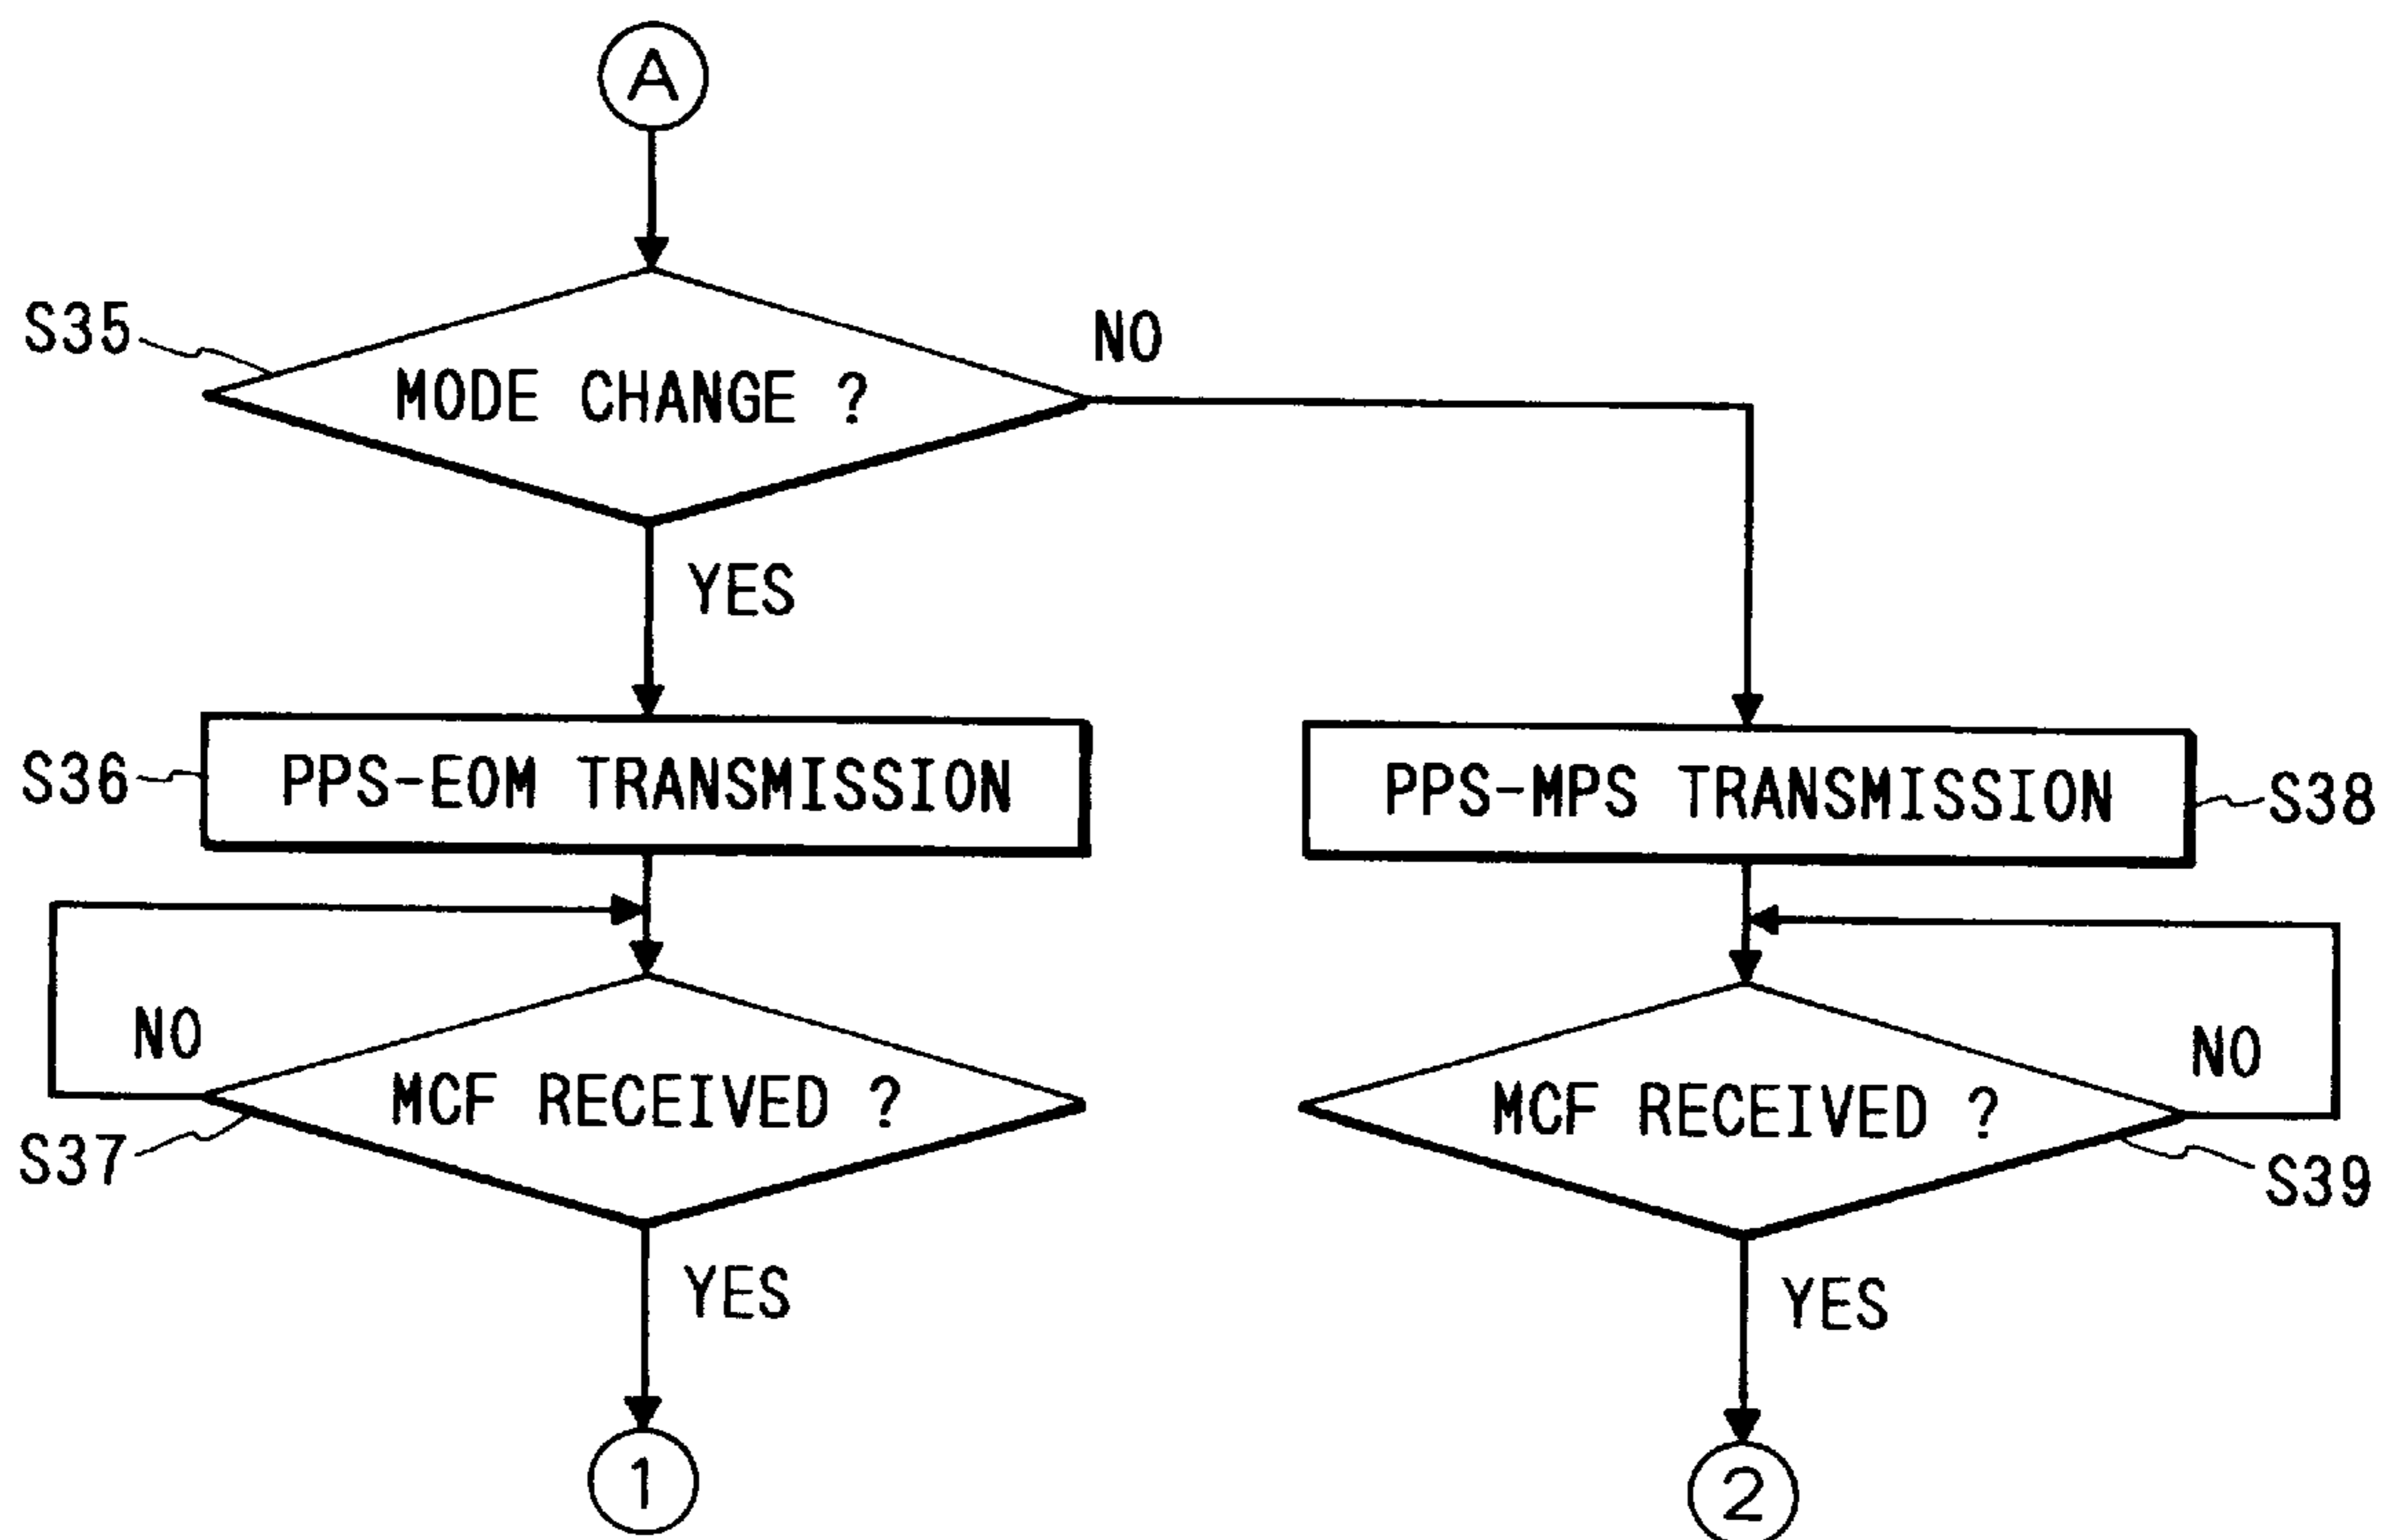 A
S35
MODE CHANGE ?
NO
YES
S36
PPS-EOM TRANSMISSION
PPS-MPS TRANSMISSION
S38
NO
MCF RECEIVED ?
S37
MCF RECEIVED ?
NO
S39
YES
YES
1
2